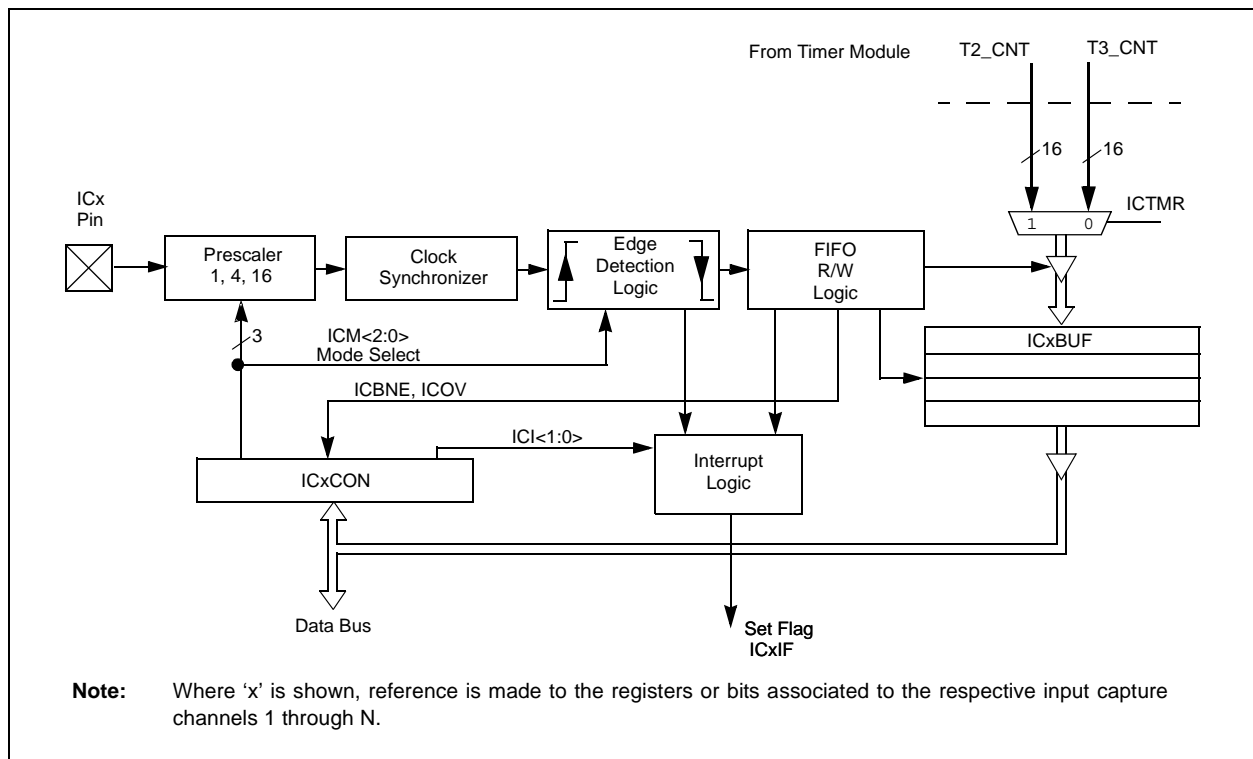 From Timer Module
T2_CNT
T3_CNT
16
16
ICx
Pin
ICTMR
1 0
Prescaler
1, 4, 16
Clock
Synchronizer
Edge
Detection
Logic
FIFO
R/W
Logic
3
ICM<2:0>
Mode Select
ICxBUF
ICBNE, ICOV
ICI<1:0>
Interrupt
Logic
ICxCON
Data Bus
Set Flag
ICxIF
Note: Where ‘x’ is shown, reference is made to the registers or bits associated to the respective input capture
channels 1 through N.